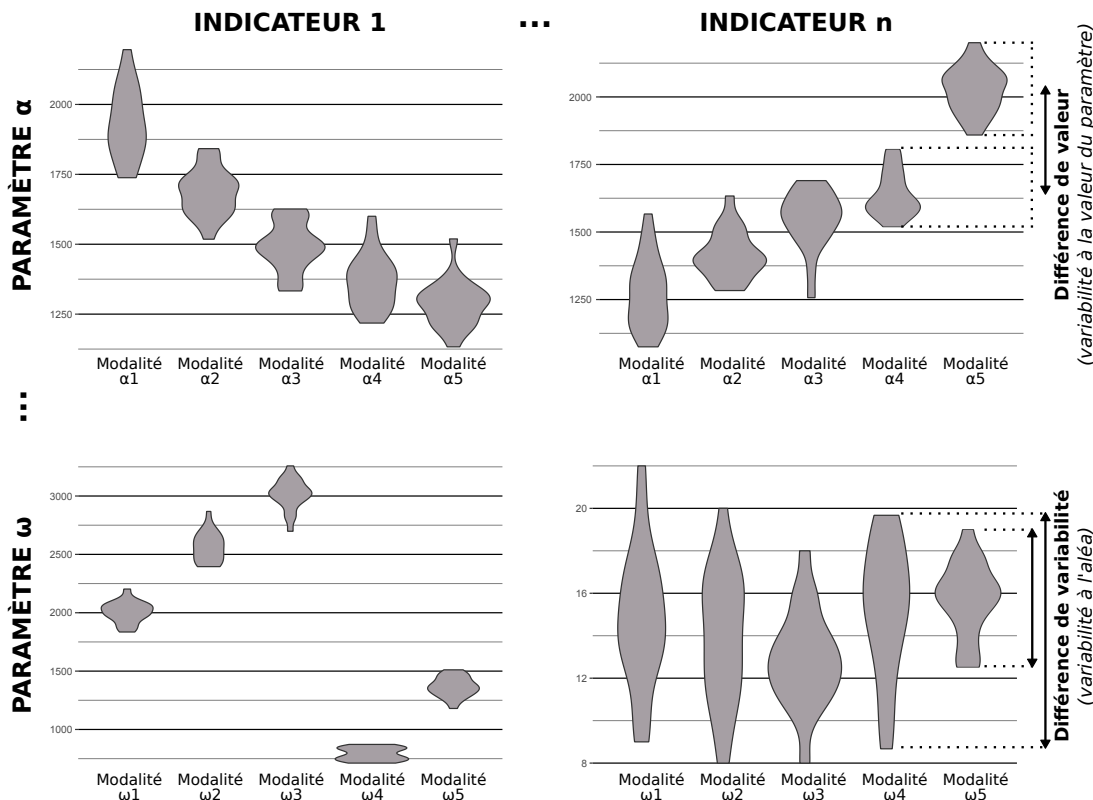 INDICATEUR 1 ... INDICATEUR n
PARAMÈTRE α
2000
1750
1500
1250
Modalité Modalité Modalité Modalité Modalité
α1 α2 α3 α4 α5
2000
1750
1500
1250
Modalité Modalité Modalité Modalité Modalité
α1 α2 α3 α4 α5
Différence de valeur
(variabilité à la valeur du paramètre)
...
PARAMÈTRE ω
3000
2500
2000
1500
1000
Modalité Modalité Modalité Modalité Modalité
ω1 ω2 ω3 ω4 ω5
20
16
12
8
Modalité Modalité Modalité Modalité Modalité
ω1 ω2 ω3 ω4 ω5
Différence de variabilité
(variabilité à l'aléa)